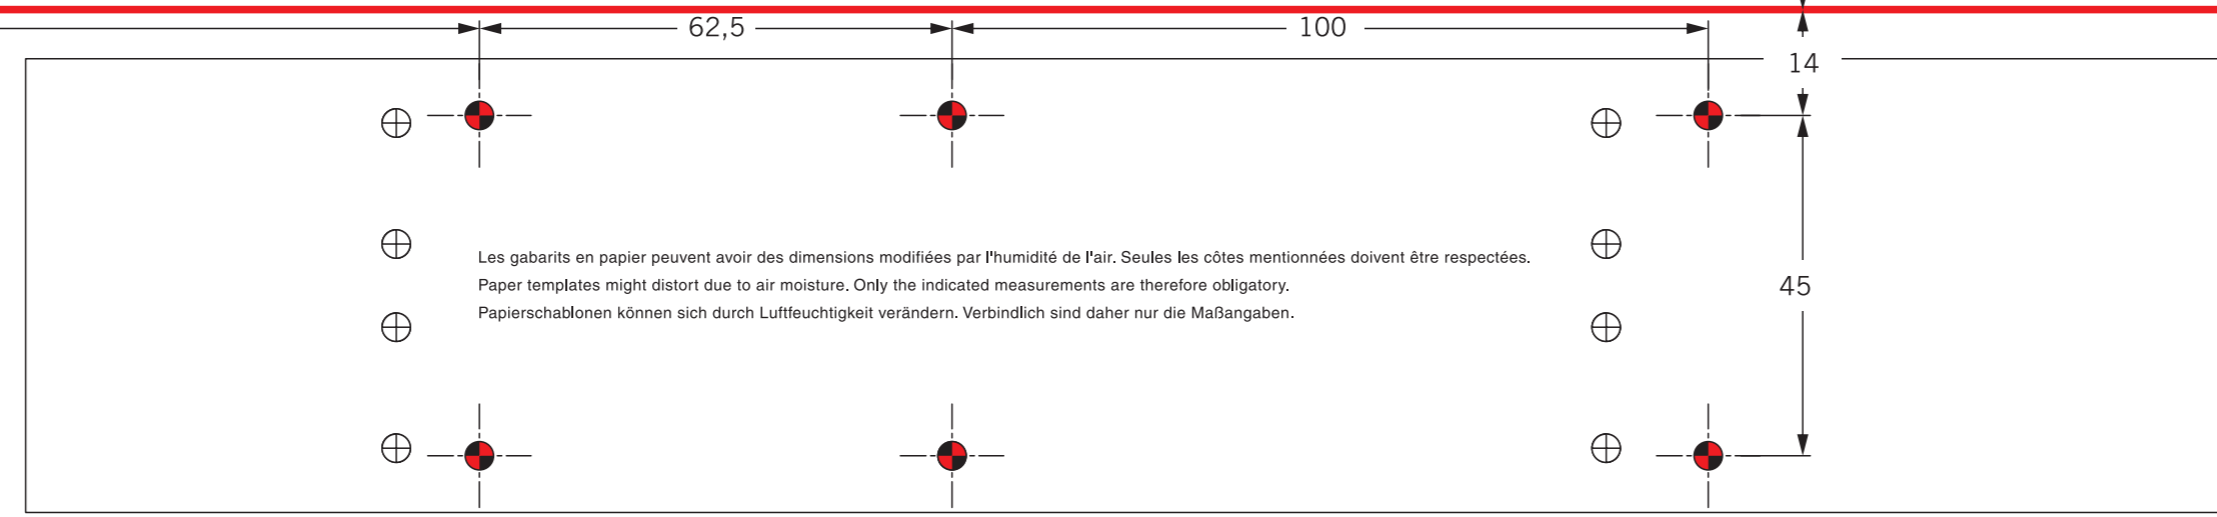 62,5
100
14
Les gabarits en papier peuvent avoir des dimensions modifiées par l'humidité de l'air. Seules les côtes mentionnées doivent être respectées.
Paper templates might distort due to air moisture. Only the indicated measurements are therefore obligatory.
Papierschablonen können sich durch Luftfeuchtigkeit verändern. Verbindlich sind daher nur die Maßangaben.
45